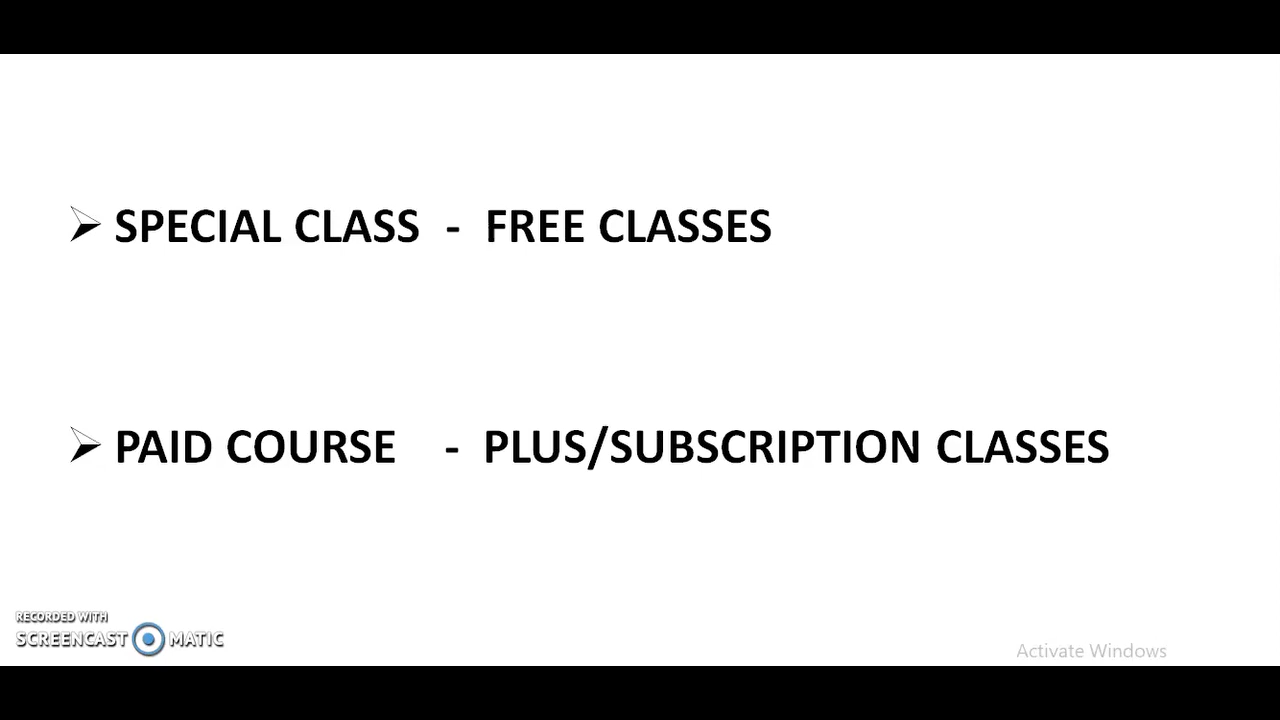 SPECIAL CLASS - FREE CLASSES
PAID COURSE - PLUS/SUBSCRIPTION CLASSES
RECORDED WITH
SCREENCAST MATIC
Activate Windows